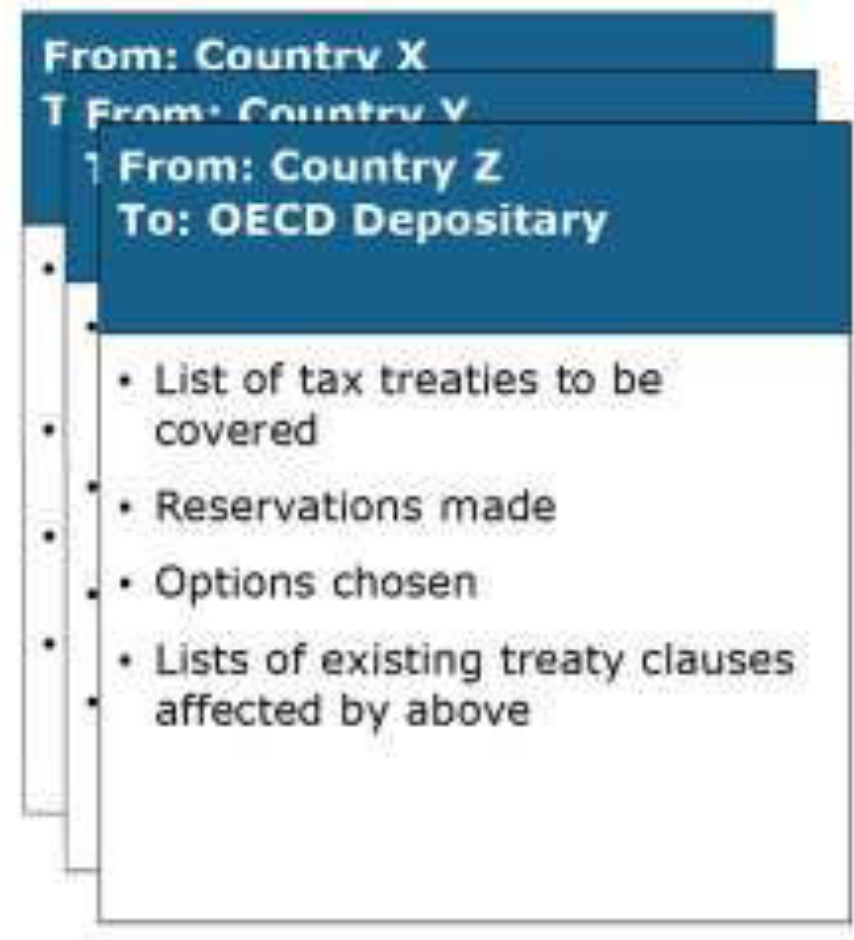 From: Country X
T
From: Country Y
T
From: Country Z
To: OECD Depositary
• List of tax treaties to be
covered
• Reservations made
• Options chosen
• Lists of existing treaty clauses
affected by above